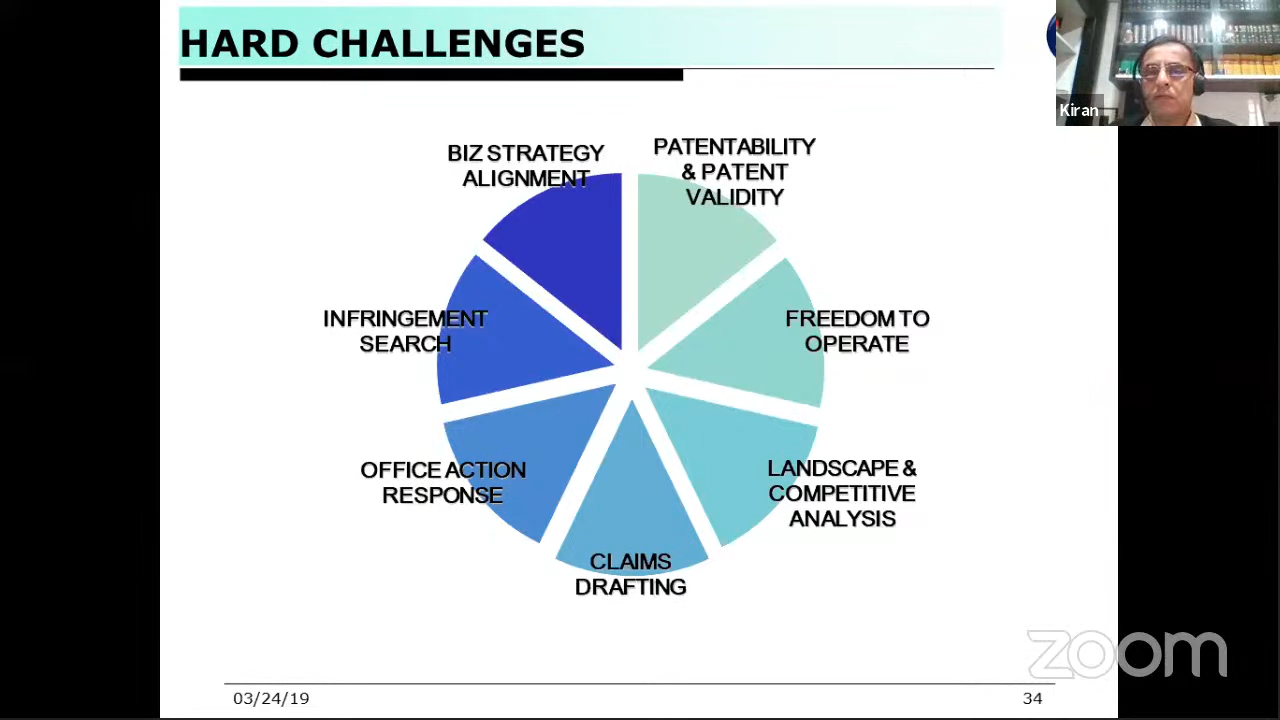 HARD CHALLENGES
Kiran
BIZ STRATEGY
ALIGNMENT
PATENTABILITY
& PATENT
VALIDITY
INFRINGEMENT
SEARCH
FREEDOM TO
OPERATE
OFFICE ACTION
RESPONSE
LANDSCAPE &
COMPETITIVE
ANALYSIS
CLAIMS
DRAFTING
zoom
03/24/19
34